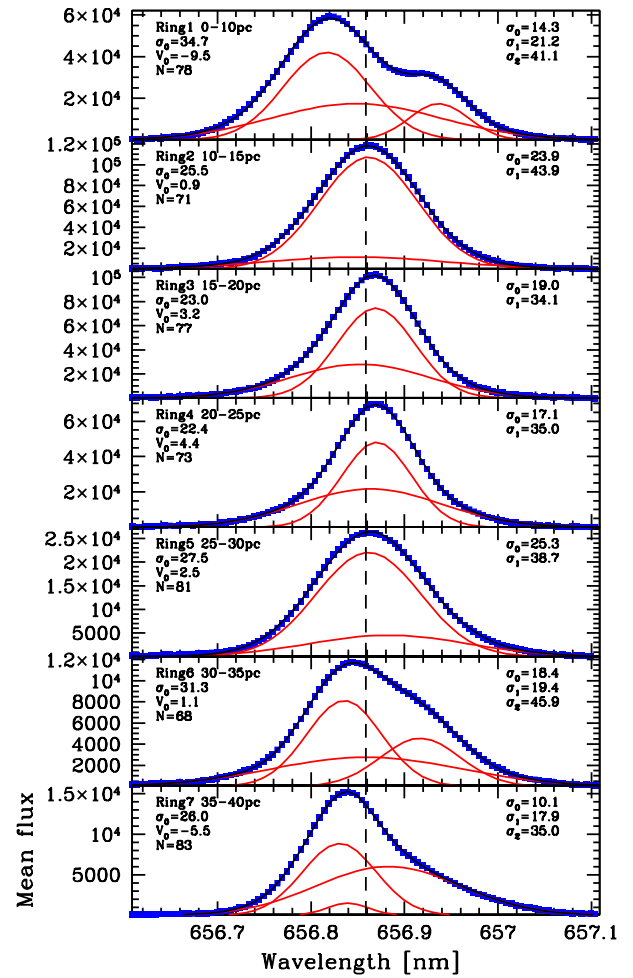 Ring1 0-10pc
σ₀=34.7
V₀=-9.5
N=78
σ₀=14.3
σ₁=21.2
σ₂=41.1
6×10⁴
4×10⁴
2×10⁴
Ring2 10-15pc
σ₀=25.5
V₀=0.9
N=71
σ₀=23.9
σ₁=43.9
1.2×10⁵
10⁵
8×10⁴
6×10⁴
4×10⁴
2×10⁴
Ring3 15-20pc
σ₀=23.0
V₀=3.2
N=77
σ₀=19.0
σ₁=34.1
10⁵
8×10⁴
6×10⁴
4×10⁴
2×10⁴
Ring4 20-25pc
σ₀=22.4
V₀=4.4
N=73
σ₀=17.1
σ₁=35.0
6×10⁴
4×10⁴
2×10⁴
Ring5 25-30pc
σ₀=27.5
V₀=2.5
N=81
σ₀=25.3
σ₁=38.7
2.5×10⁴
2×10⁴
1.5×10⁴
10⁴
5000
Ring6 30-35pc
σ₀=31.3
V₀=1.1
N=68
σ₀=18.4
σ₁=19.4
σ₂=45.9
1.2×10⁴
10⁴
8000
6000
4000
2000
Ring7 35-40pc
σ₀=26.0
V₀=-5.5
N=83
σ₀=10.1
σ₁=17.9
σ₂=35.0
1.5×10⁴
10⁴
5000
Mean flux
656.7 656.8 656.9 657 657.1
Wavelength [nm]